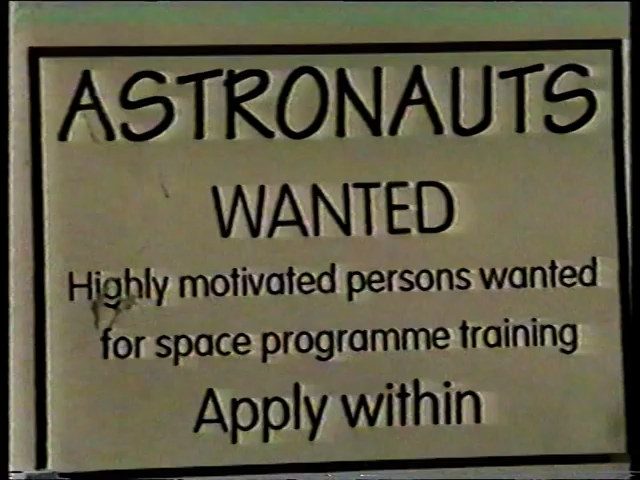 ASTRONAUTS
WANTED
Highly motivated persons wanted
for space programme training
Apply within